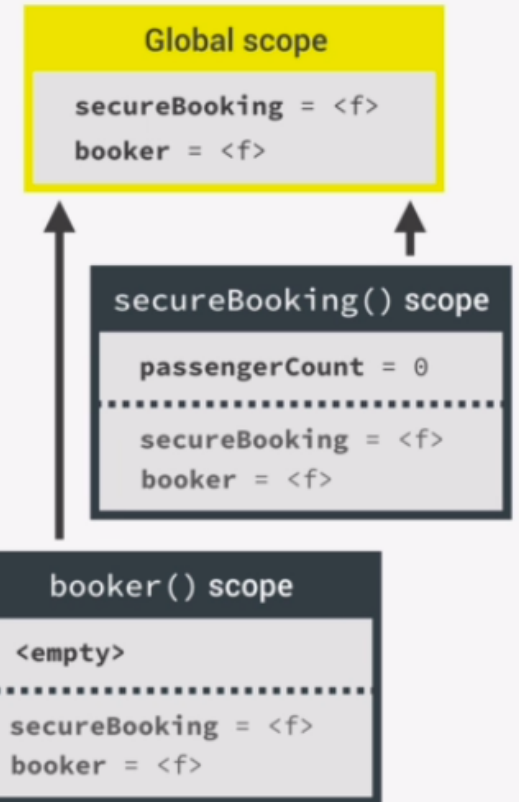 Global scope
secureBooking = <f>
booker = <f>
secureBooking() scope
passengerCount = 0
secureBooking = <f>
booker = <f>
booker() scope
<empty>
secureBooking = <f>
booker = <f>